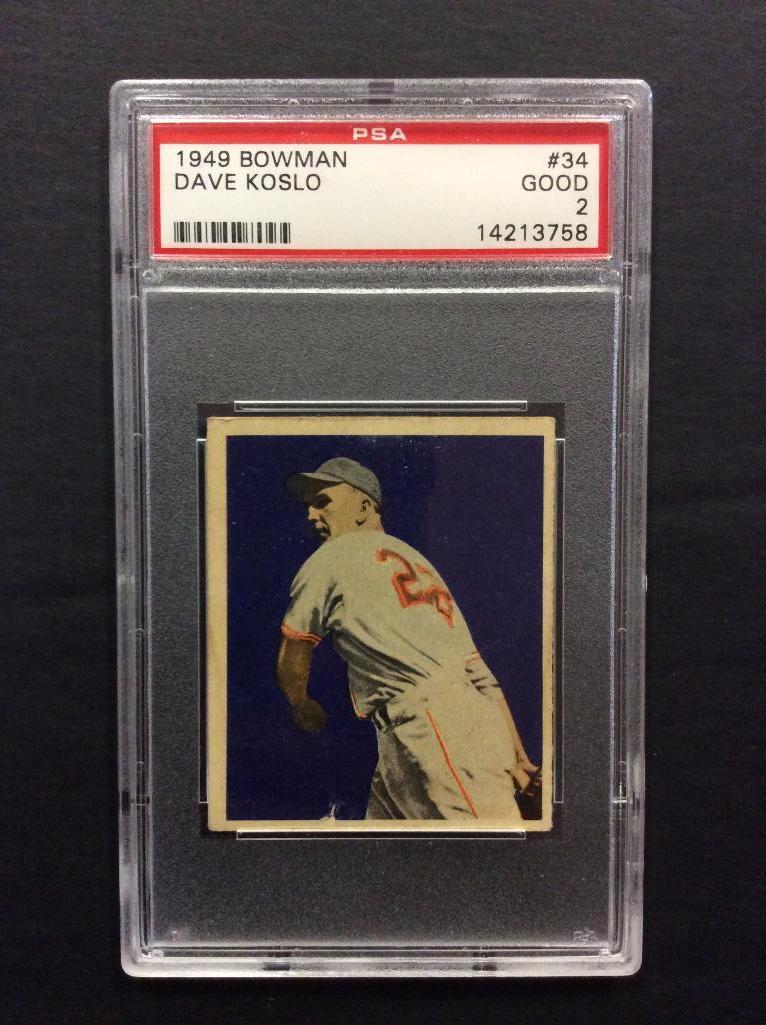 PSA
1949 BOWMAN #34
DAVE KOSLO GOOD
2
14213758